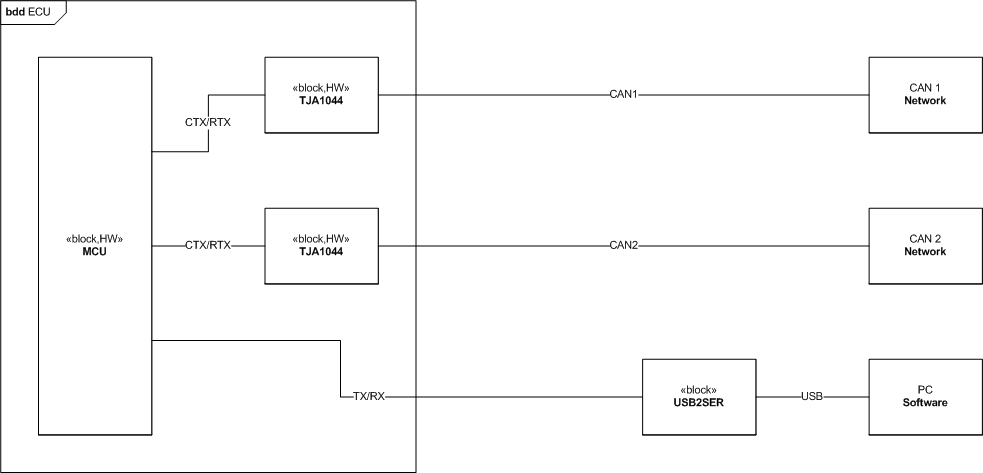 bdd ECU
«block,HW»
TJA1044
CAN1
CAN 1
Network
CTX/RTX
«block,HW»
MCU
CTX/RTX
«block,HW»
TJA1044
CAN2
CAN 2
Network
TX/RX
«block»
USB2SER
USB
PC
Software